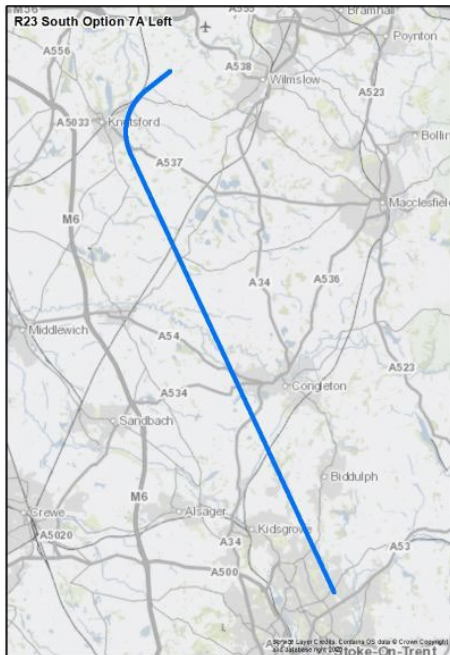 R23 South Option 7A Left
Bramhall
Poynton
A556
A538
Wilmslow
A523
A5033
Knutsford
Bollin
A537
Macclesfield
M6
A34
A536
Middlewich
A54
A523
A534
Congleton
Sandbach
Biddulph
M6
Crewe
Alsager
Kidsgrove
A5020
A34
A53
A500
Stoke-On-Trent